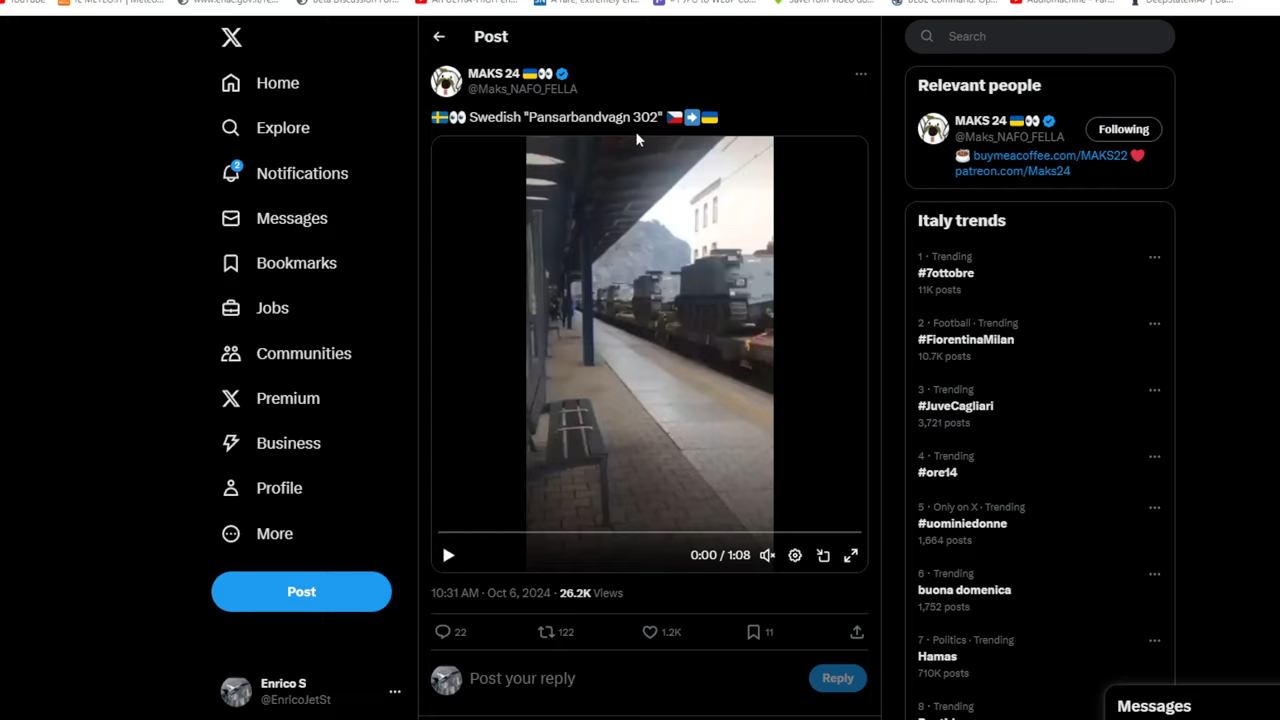 Home
Explore
2
Notifications
Messages
Bookmarks
Jobs
Communities
Premium
Business
Profile
More
Post
Enrico S
@EnricoJetSt
Post
MAKS 24
@Maks_NAFO_FELLA
Swedish "Pansarbandvagn 302"
0:00 / 1:08
10:31 AM · Oct 6, 2024 · 26.2K Views
22
122
1.2K
11
Post your reply
Reply
Search
Relevant people
MAKS 24
@Maks_NAFO_FELLA
Following
buymeacoffee.com/MAKS22
patreon.com/Maks24
Italy trends
1 · Trending
#7ottobre
11K posts
2 · Football · Trending
#FiorentinaMilan
10.7K posts
3 · Trending
#JuveCagliari
3,721 posts
4 · Trending
#ore14
5 · Only on X · Trending
#uominiedonne
1,664 posts
6 · Trending
buona domenica
1,752 posts
7 · Politics · Trending
Hamas
710K posts
8 · Trending
Messages